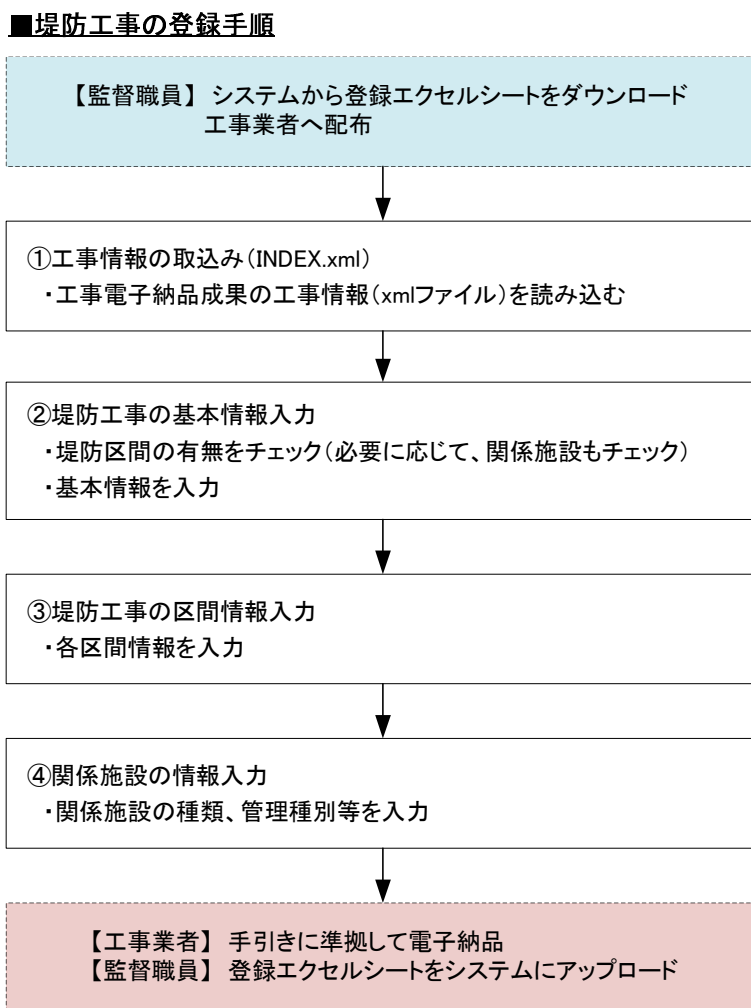 ■堤防工事の登録手順
【監督職員】 システムから登録エクセルシートをダウンロード
工事業者へ配布
①工事情報の取込み(INDEX.xml)
・工事電子納品成果の工事情報(xmlファイル)を読み込む
②堤防工事の基本情報入力
・堤防区間の有無をチェック(必要に応じて、関係施設もチェック)
・基本情報を入力
③堤防工事の区間情報入力
・各区間情報を入力
④関係施設の情報入力
・関係施設の種類、管理種別等を入力
【工事業者】 手引きに準拠して電子納品
【監督職員】 登録エクセルシートをシステムにアップロード